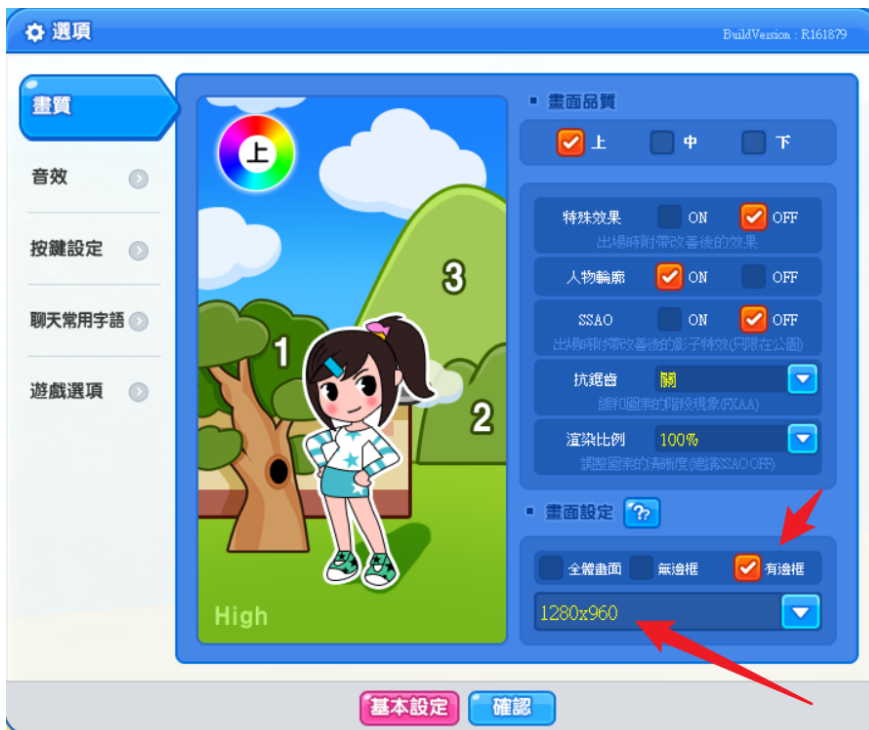 選項
BuildVersion : R161879
畫質
音效
按鍵設定
聊天常用字語
遊戲選項
上
3
1
2
High
畫面品質
上 中 下
特殊效果 ON OFF
出場時附帶改善後的效果
人物輪廓 ON OFF
SSAO ON OFF
出場時附帶改善後的影子特效(只限在公園)
抗鋸齒 關
緩和圖素的階段現象(FXAA)
渲染比例 100%
調整圖素的清晰度(建議SSAO OFF)
畫面設定 ??
全體畫面 無邊框 有邊框
1280x960
基本設定 確認